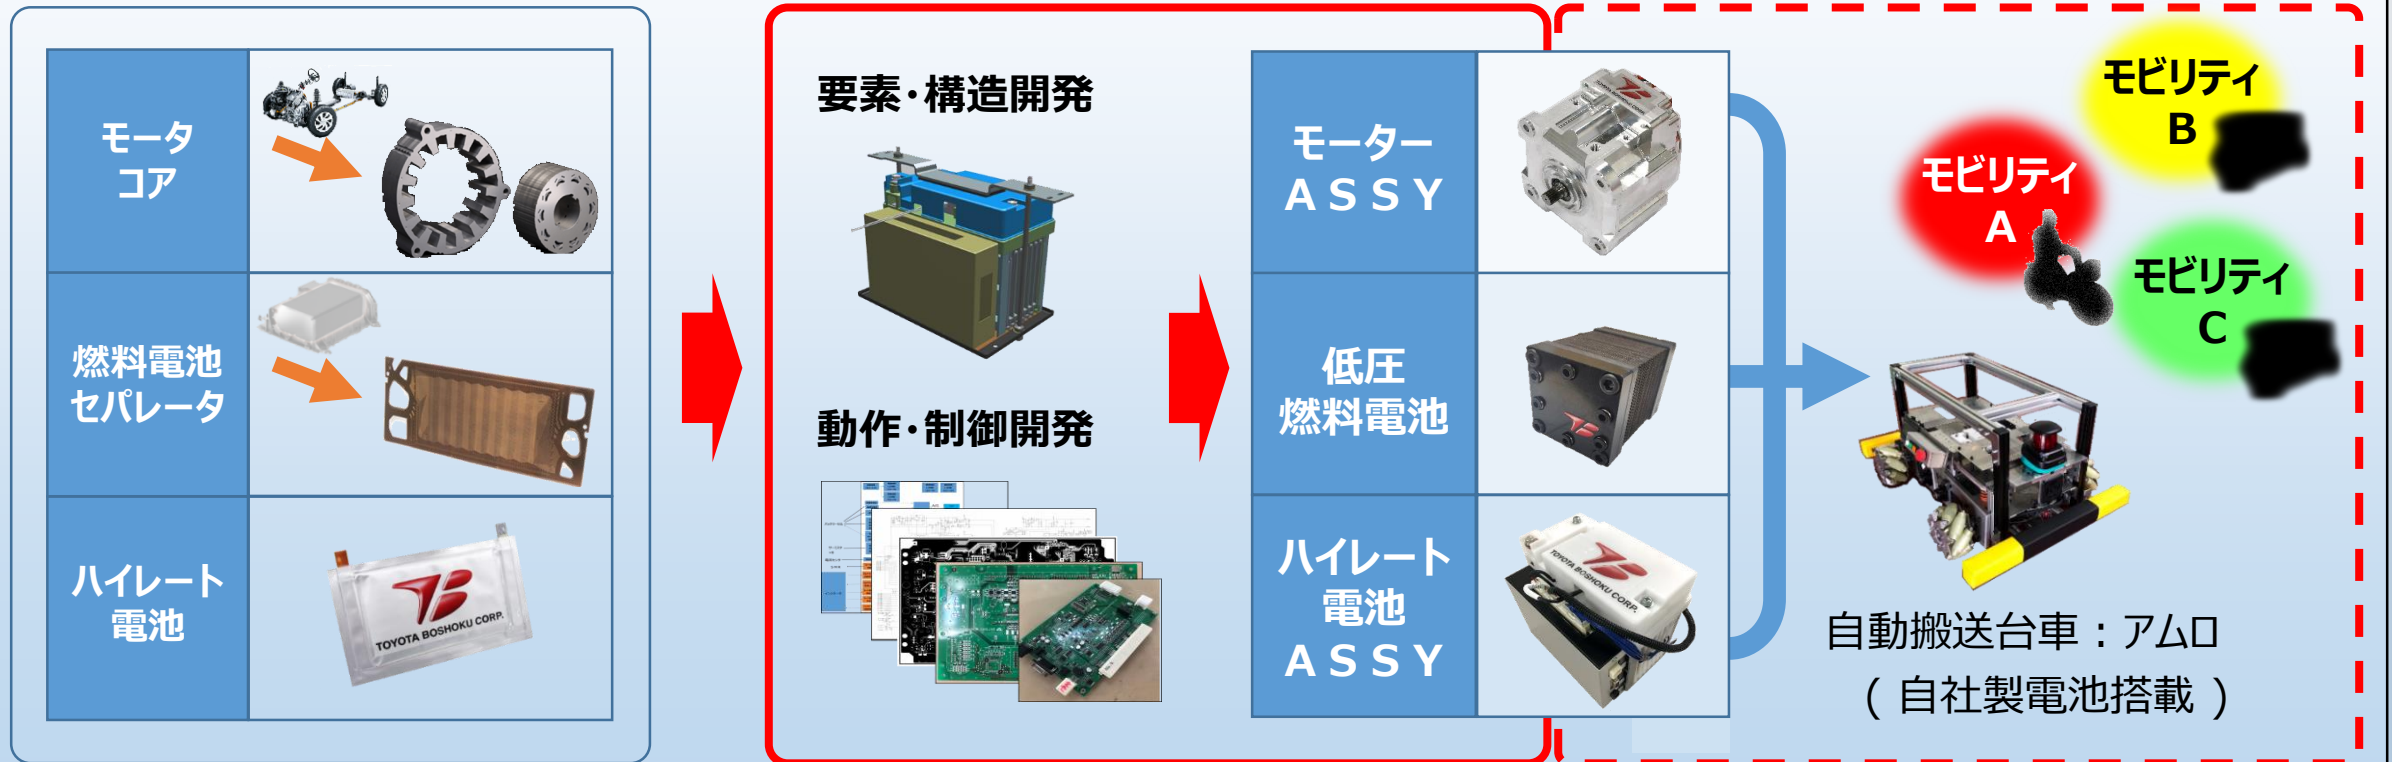 モータ
コア
燃料電池
セパレータ
ハイレート
電池
TOYOTA BOSHOKU CORP.
要素・構造開発
動作・制御開発
モーター
ＡＳＳＹ
低圧
燃料電池
ハイレート
電池
ＡＳＳＹ
TOYOTA BOSHOKU CORP.
モビリティ
A
モビリティ
B
モビリティ
C
自動搬送台車：アムロ
（自社製電池搭載）